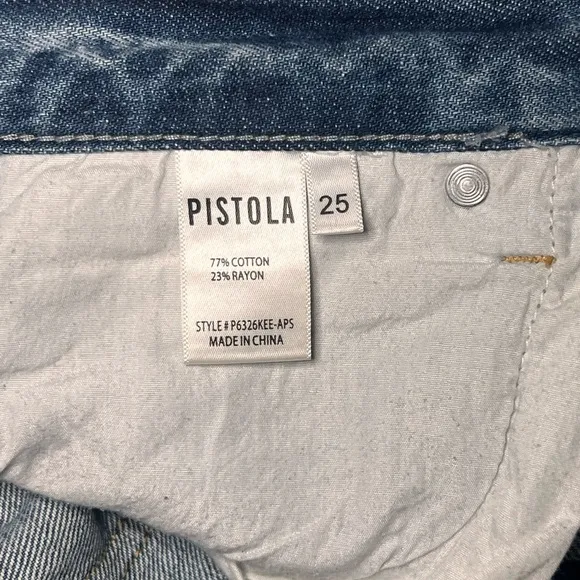 PISTOLA
25
77% COTTON
23% RAYON
STYLE # P6326KEE-APS
MADE IN CHINA